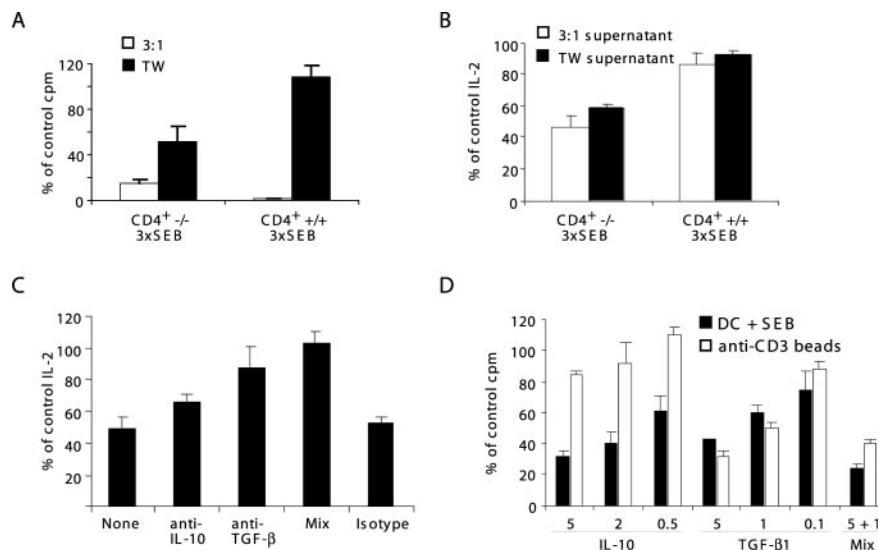 A
3:1
TW
% of control cpm
120
80
40
0
CD4+ -/-
3xSEB
CD4+ +/+
3xSEB
B
3:1 supernatant
TW supernatant
% of control IL-2
100
80
60
40
20
0
CD4+ -/-
3xSEB
CD4+ +/+
3xSEB
C
% of control IL-2
120
100
80
60
40
20
None
anti-
IL-10
anti-
TGF-β
Mix
Isotype
D
DC + SEB
anti-CD3 beads
% of control cpm
120
100
80
60
40
20
0
5 2 0.5 5 1 0.1 5 + 1
IL-10 TGF-β1 Mix